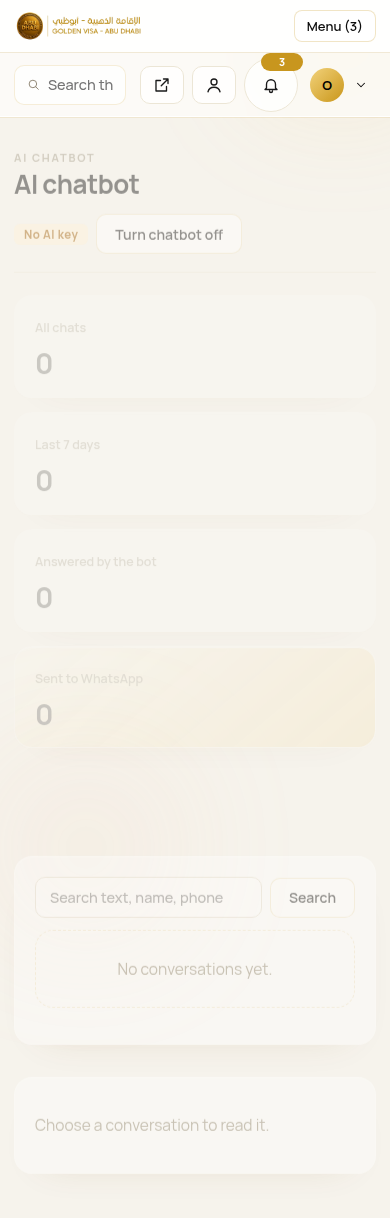 الإقامة الذهبية - أبوظبي
GOLDEN VISA - ABU DHABI
Menu (3)
Search th
3
O
AI CHATBOT
AI chatbot
No AI key
Turn chatbot off
All chats
0
Last 7 days
0
Answered by the bot
0
Sent to WhatsApp
0
Search text, name, phone
Search
No conversations yet.
Choose a conversation to read it.